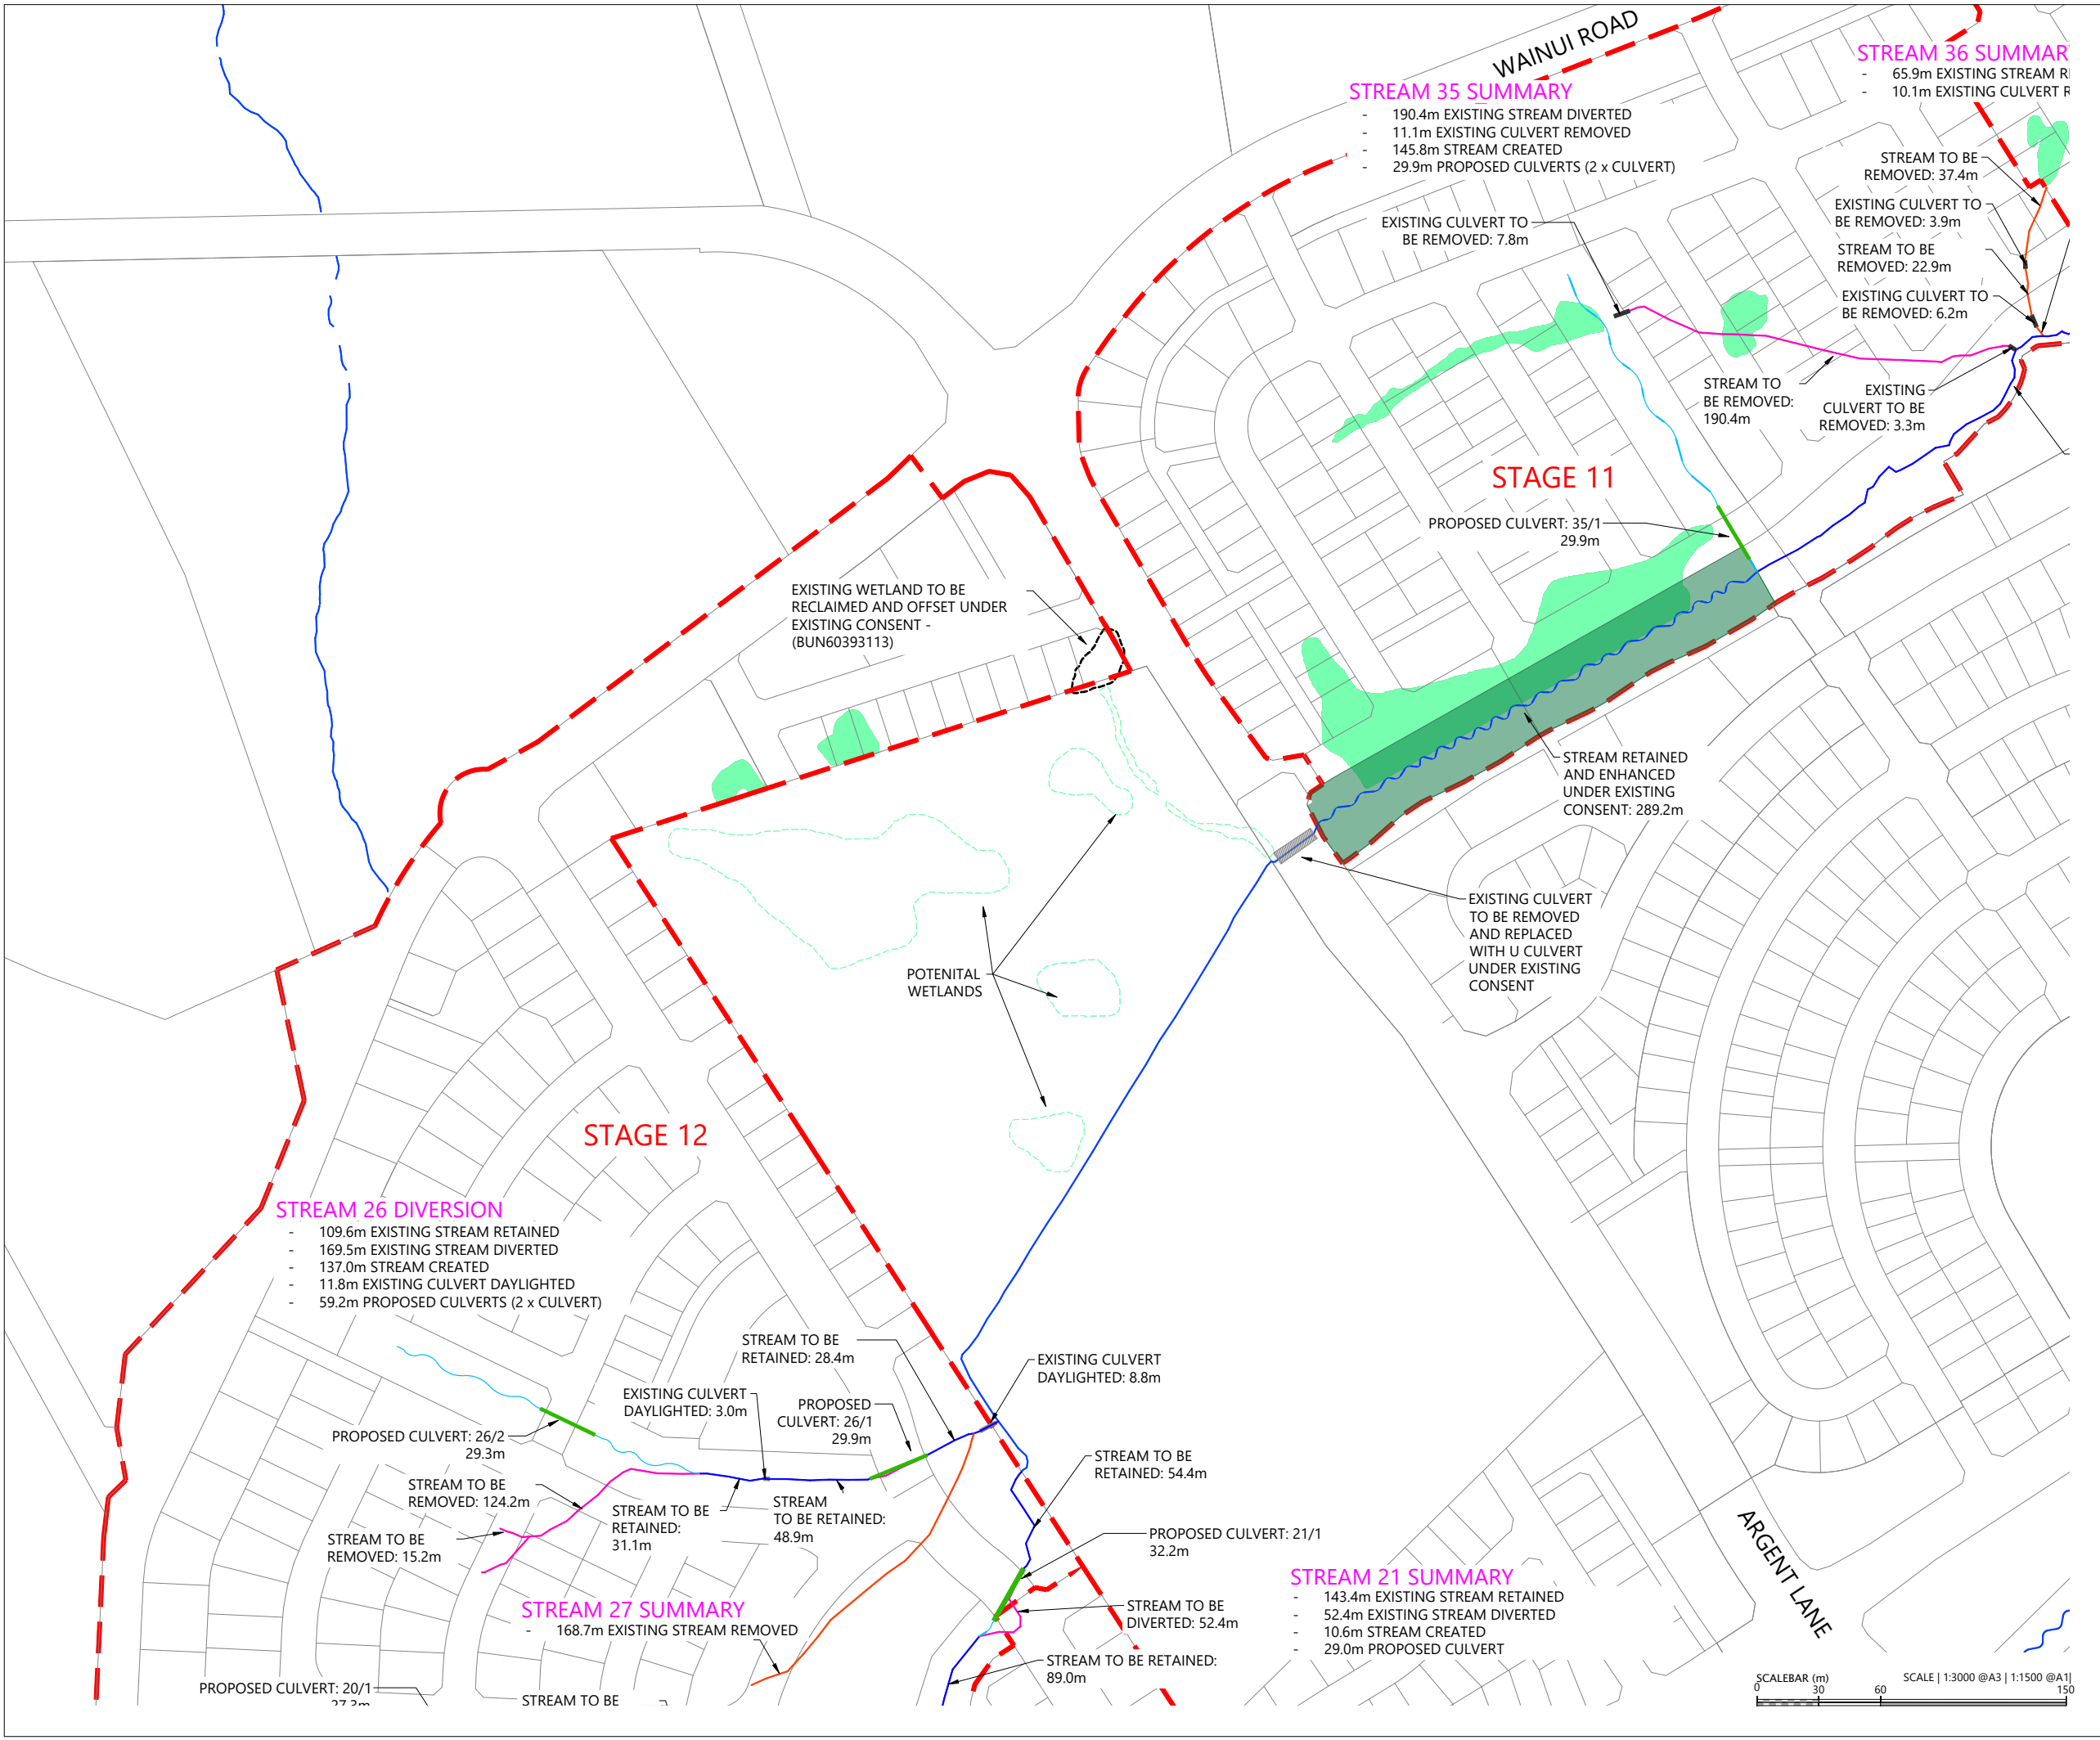 WAINUI ROAD
STREAM 36 SUMMARY
- 65.9m EXISTING STREAM
- 10.1m EXISTING CULVERT
STREAM 35 SUMMARY
- 190.4m EXISTING STREAM DIVERTED
- 11.1m EXISTING CULVERT REMOVED
- 145.8m STREAM CREATED
- 29.9m PROPOSED CULVERTS (2 x CULVERT)
STREAM TO BE
REMOVED: 37.4m
EXISTING CULVERT TO
BE REMOVED: 3.9m
STREAM TO BE
REMOVED: 22.9m
EXISTING CULVERT TO
BE REMOVED: 6.2m
EXISTING CULVERT TO
BE REMOVED: 7.8m
STREAM TO
BE REMOVED:
190.4m
EXISTING
CULVERT TO BE
REMOVED: 3.3m
STAGE 11
PROPOSED CULVERT: 35/1
29.9m
EXISTING WETLAND TO BE
RECLAIMED AND OFFSET UNDER
EXISTING CONSENT -
(BUN60393113)
STREAM RETAINED
AND ENHANCED
UNDER EXISTING
CONSENT: 289.2m
EXISTING CULVERT
TO BE REMOVED
AND REPLACED
WITH U CULVERT
UNDER EXISTING
CONSENT
POTENITAL
WETLANDS
STAGE 12
STREAM 26 DIVERSION
- 109.6m EXISTING STREAM RETAINED
- 169.5m EXISTING STREAM DIVERTED
- 137.0m STREAM CREATED
- 11.8m EXISTING CULVERT DAYLIGHTED
- 59.2m PROPOSED CULVERTS (2 x CULVERT)
STREAM TO BE
RETAINED: 28.4m
EXISTING CULVERT
DAYLIGHTED: 8.8m
EXISTING CULVERT
DAYLIGHTED: 3.0m
PROPOSED
CULVERT: 26/1
29.9m
PROPOSED CULVERT: 26/2
29.3m
STREAM TO BE
RETAINED: 54.4m
STREAM TO BE
REMOVED: 124.2m
STREAM TO BE
RETAINED:
31.1m
STREAM
TO BE RETAINED:
48.9m
STREAM TO BE
REMOVED: 15.2m
PROPOSED CULVERT: 21/1
32.2m
ARGENT LANE
STREAM 21 SUMMARY
- 143.4m EXISTING STREAM RETAINED
- 52.4m EXISTING STREAM DIVERTED
- 10.6m STREAM CREATED
- 29.0m PROPOSED CULVERT
STREAM 27 SUMMARY
- 168.7m EXISTING STREAM REMOVED
STREAM TO BE
DIVERTED: 52.4m
STREAM TO BE RETAINED:
89.0m
PROPOSED CULVERT: 20/1
27.3m
STREAM TO BE
SCALEBAR (m)
SCALE | 1:3000 @A3 | 1:1500 @A1|
0 30 60 150